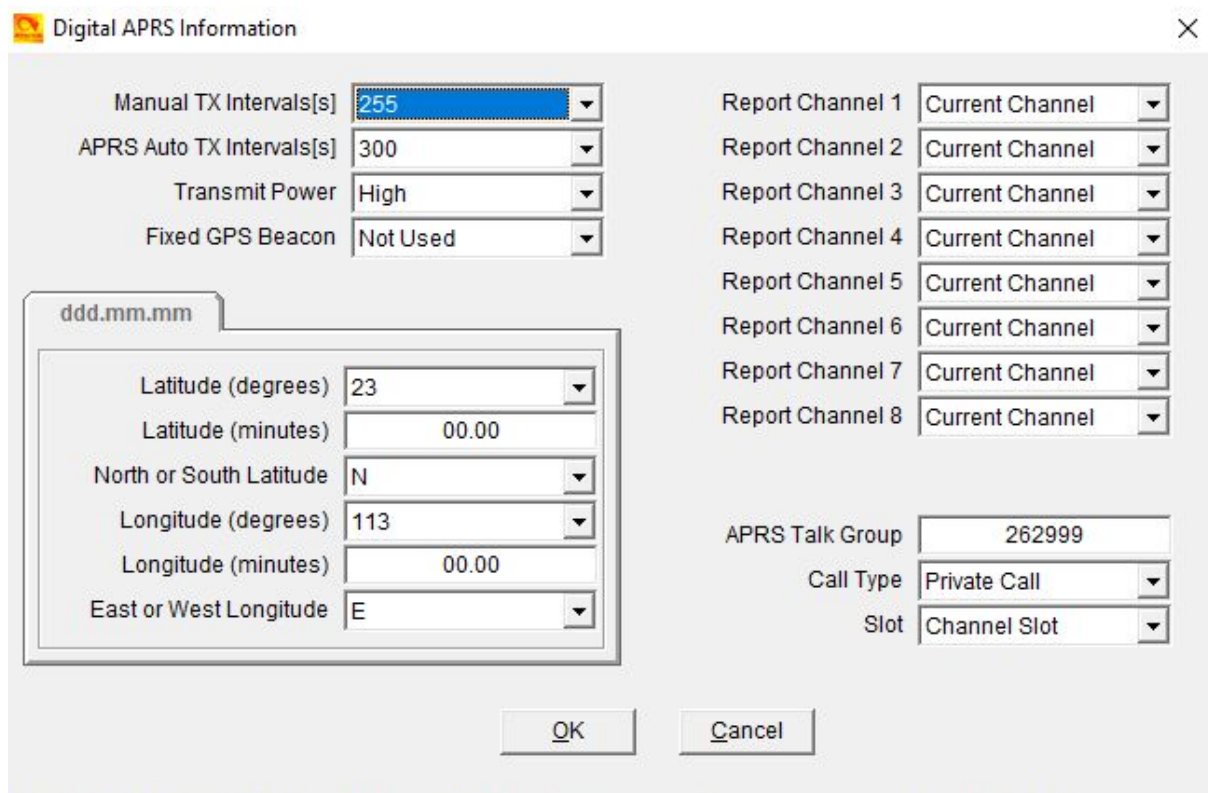 Digital APRS Information
Manual TX Intervals[s] 255
APRS Auto TX Intervals[s] 300
Transmit Power High
Fixed GPS Beacon Not Used
ddd.mm.mm
Latitude (degrees) 23
Latitude (minutes) 00.00
North or South Latitude N
Longitude (degrees) 113
Longitude (minutes) 00.00
East or West Longitude E
Report Channel 1 Current Channel
Report Channel 2 Current Channel
Report Channel 3 Current Channel
Report Channel 4 Current Channel
Report Channel 5 Current Channel
Report Channel 6 Current Channel
Report Channel 7 Current Channel
Report Channel 8 Current Channel
APRS Talk Group 262999
Call Type Private Call
Slot Channel Slot
OK Cancel